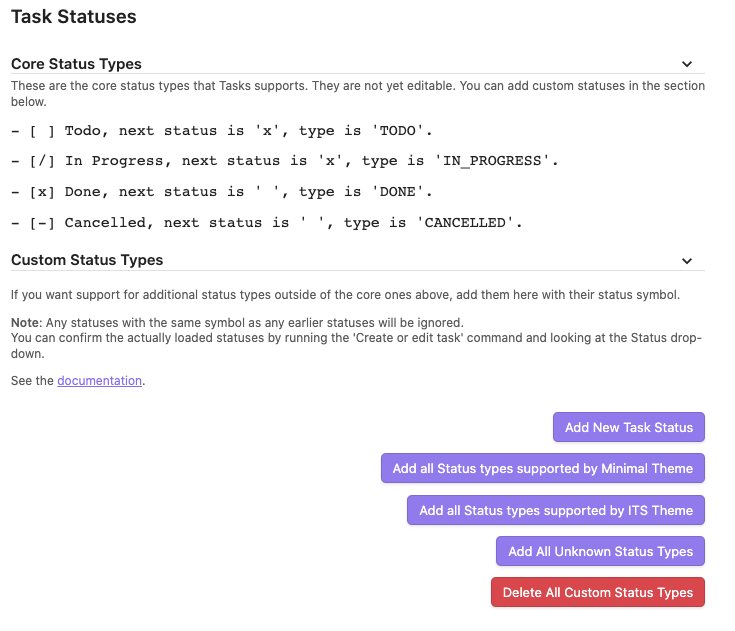 Task Statuses
Core Status Types
These are the core status types that Tasks supports. They are not yet editable. You can add custom statuses in the section
below.
- [ ] Todo, next status is 'x', type is 'TODO'.
- [/] In Progress, next status is 'x', type is 'IN_PROGRESS'.
- [x] Done, next status is ' ', type is 'DONE'.
- [-] Cancelled, next status is ' ', type is 'CANCELLED'.
Custom Status Types
If you want support for additional status types outside of the core ones above, add them here with their status symbol.
Note: Any statuses with the same symbol as any earlier statuses will be ignored.
You can confirm the actually loaded statuses by running the 'Create or edit task' command and looking at the Status drop-
down.
See the documentation.
Add New Task Status
Add all Status types supported by Minimal Theme
Add all Status types supported by ITS Theme
Add All Unknown Status Types
Delete All Custom Status Types